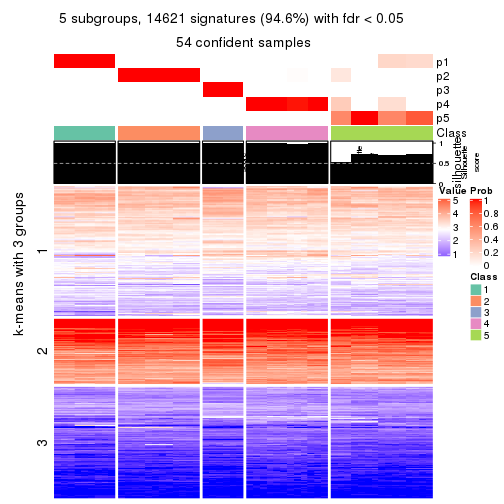 5 subgroups, 14621 signatures (94.6%) with fdr < 0.05
54 confident samples
p1
p2
p3
p4
p5
Class
1
0.5
0
silhouette
Silhouette
score
k-means with 3 groups
1
2
3
Value
5
4
3
2
1
Prob
1
0.8
0.6
0.4
0.2
0
Class
1
2
3
4
5